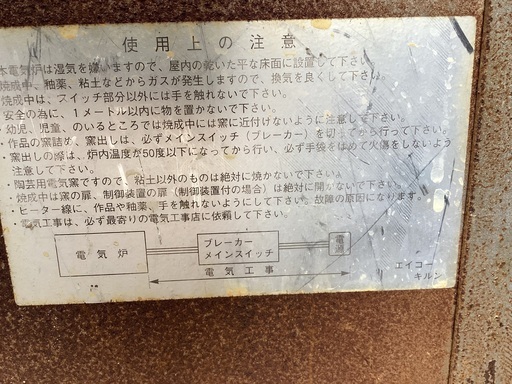 使用上の注意
本電気炉は湿気を嫌いますので、屋内の乾いた平な床面に設置して下さい。
焼成中、釉薬、粘土などからガスが発生しますので、換気を良くして下さい。
焼成中は、スイッチ部分以外には手を触れないで下さい。
安全の為に、1メートル以内に物を置かないで下さい。
・幼児、児童、のいるところでは焼成中には窯に近付けないように注意して下さい。
・作品の窯詰め、窯出しは、必ずメインスイッチ(ブレーカー)を切ってから行って下さい。
・窯出しの際は、炉内温度が50度以下になってから行い、必ず手袋をはめて火傷をしないよう
注意して下さい。
・陶芸用電気窯ですので、粘土以外のものは絶対に焼かないで下さい。
・焼成中は窯の扉、制御装置の扉(制御装置付の場合)は絶対に開かないで下さい。
・ヒーター線に、作品や釉薬、手を触れないようにして下さい。故障の原因になります。
・電気工事は、必ず最寄りの電気工事店に依頼して下さい。
電気炉
ブレーカー
メインスイッチ
電源
電気工事
エイコー
キルン